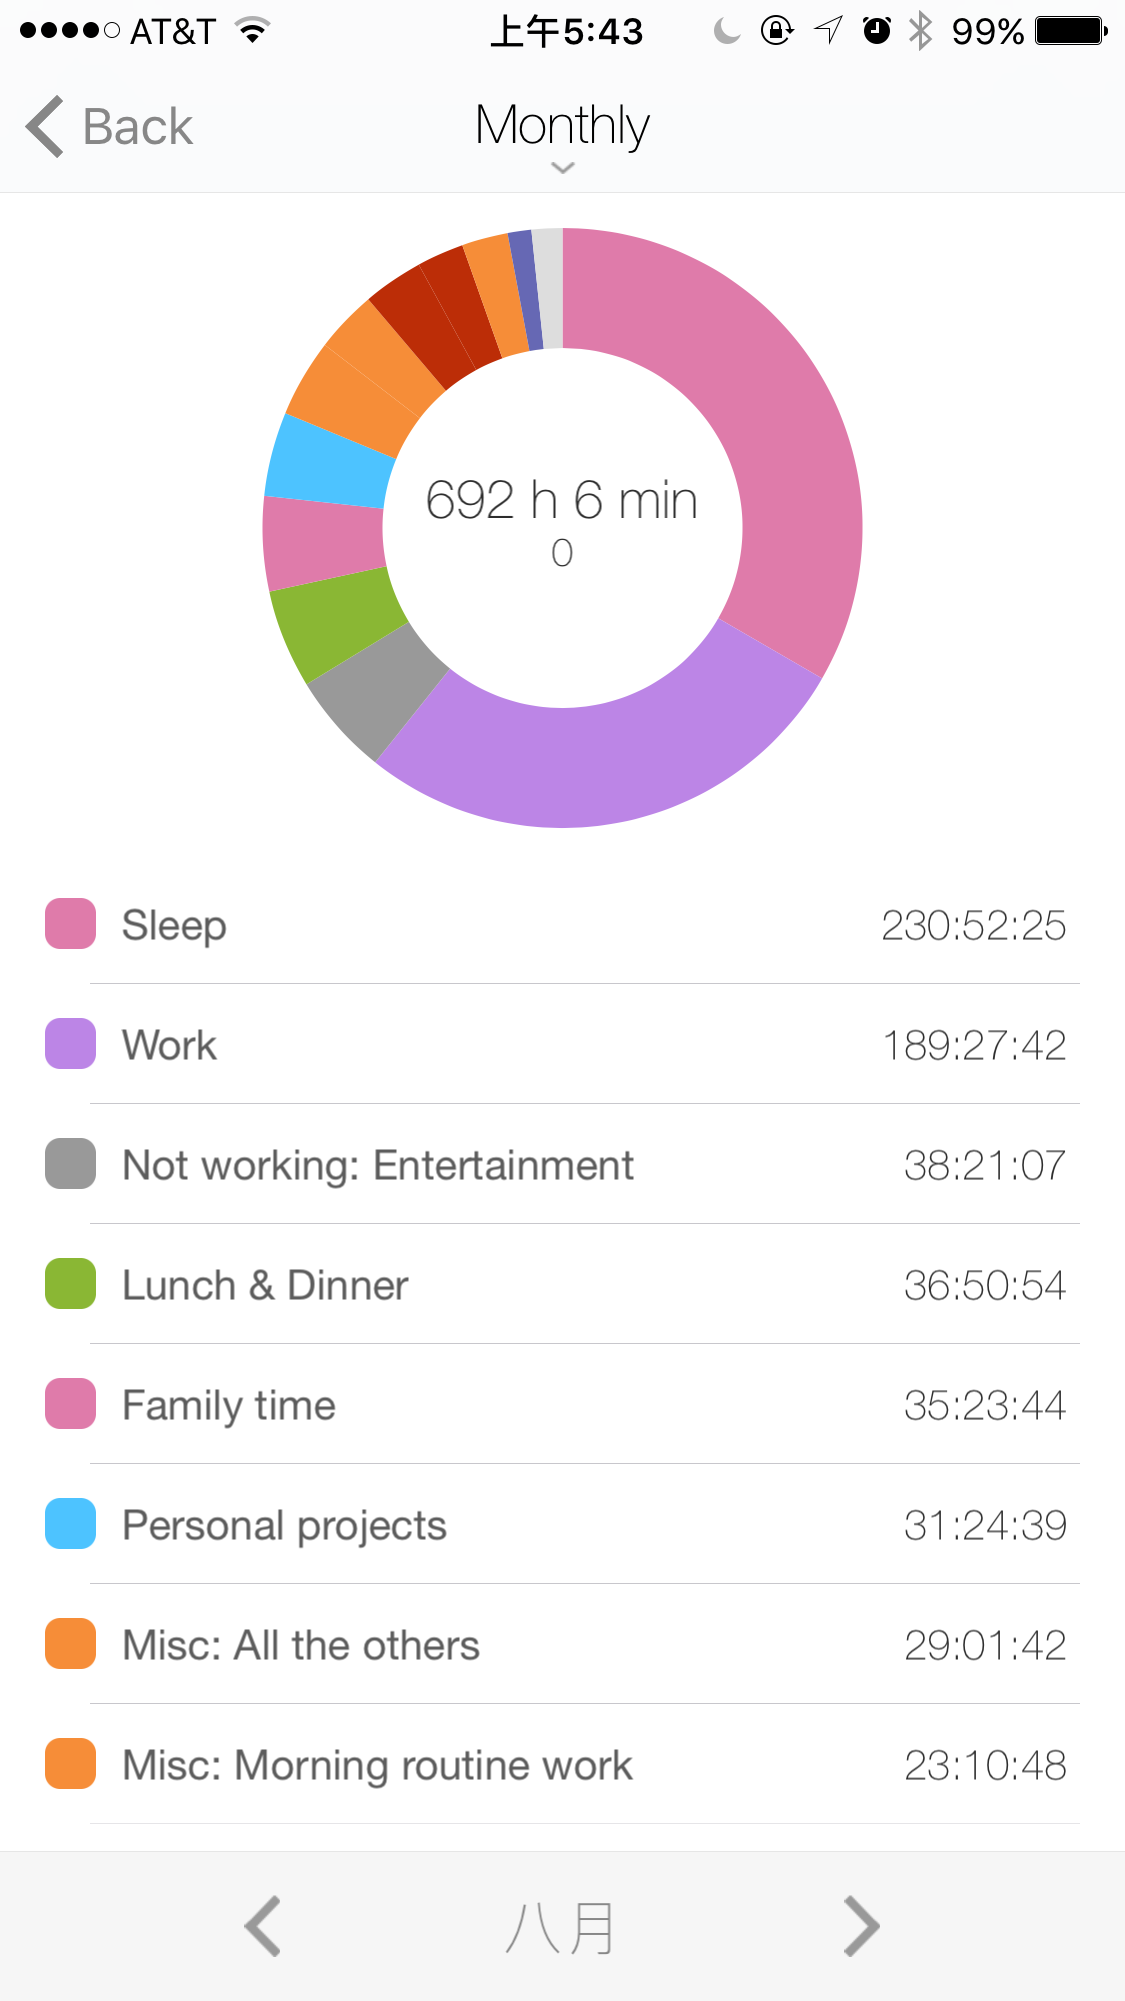 AT&T 上午5:43 99%
Back Monthly
692 h 6 min
0
Sleep 230:52:25
Work 189:27:42
Not working: Entertainment 38:21:07
Lunch & Dinner 36:50:54
Family time 35:23:44
Personal projects 31:24:39
Misc: All the others 29:01:42
Misc: Morning routine work 23:10:48
八月